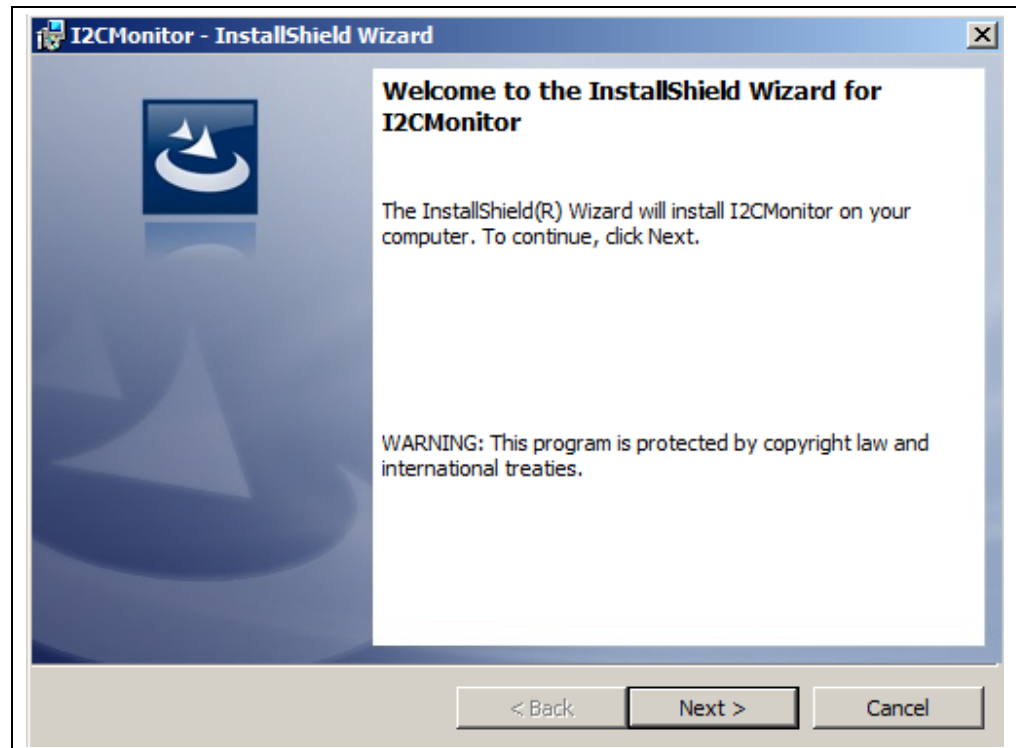 I2CMonitor - InstallShield Wizard
Welcome to the InstallShield Wizard for
I2CMonitor
The InstallShield(R) Wizard will install I2CMonitor on your
computer. To continue, click Next.
WARNING: This program is protected by copyright law and
international treaties.
< Back
Next >
Cancel